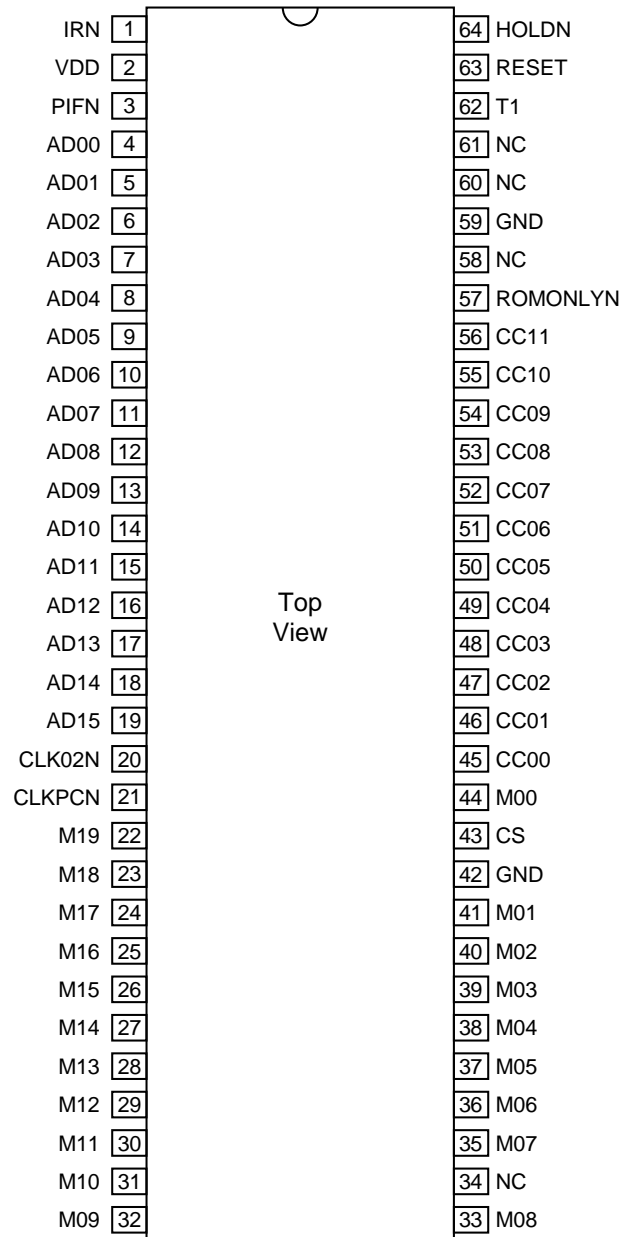 IRN 1 64 HOLDN
VDD 2 63 RESET
PIFN 3 62 T1
AD00 4 61 NC
AD01 5 60 NC
AD02 6 59 GND
AD03 7 58 NC
AD04 8 57 ROMONLYN
AD05 9 56 CC11
AD06 10 55 CC10
AD07 11 54 CC09
AD08 12 53 CC08
AD09 13 52 CC07
AD10 14 51 CC06
AD11 15 50 CC05
AD12 16 Top 49 CC04
AD13 17 View 48 CC03
AD14 18 47 CC02
AD15 19 46 CC01
CLK02N 20 45 CC00
CLKPCN 21 44 M00
M19 22 43 CS
M18 23 42 GND
M17 24 41 M01
M16 25 40 M02
M15 26 39 M03
M14 27 38 M04
M13 28 37 M05
M12 29 36 M06
M11 30 35 M07
M10 31 34 NC
M09 32 33 M08